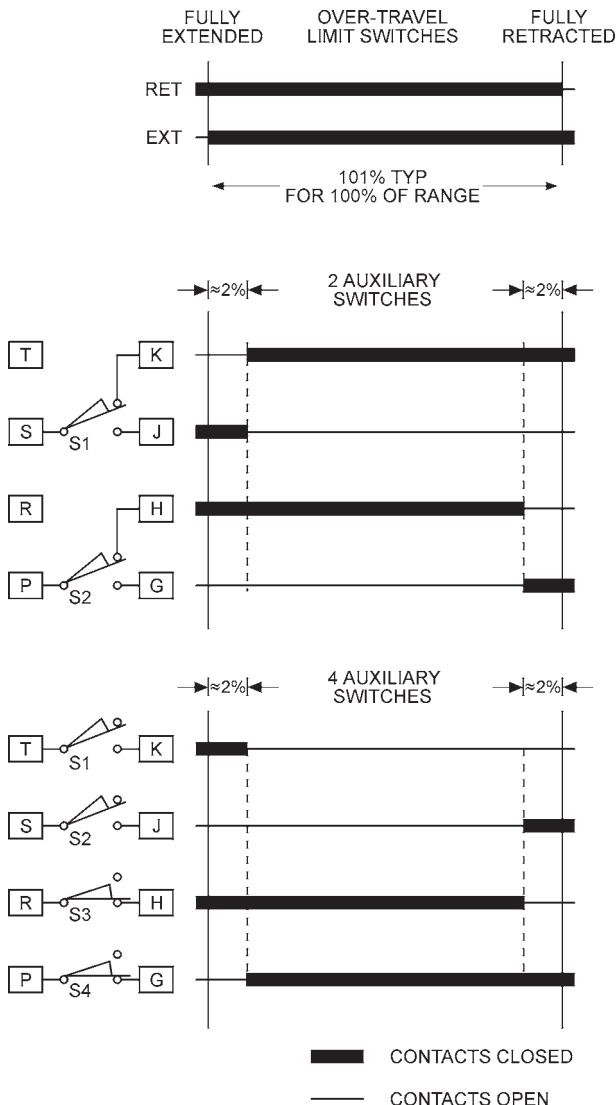 FULLY EXTENDED OVER-TRAVEL LIMIT SWITCHES FULLY RETRACTED
RET
EXT
101% TYP
FOR 100% OF RANGE
≈2% 2 AUXILIARY SWITCHES ≈2%
T K
S S1 J
R H
P S2 G
≈2% 4 AUXILIARY SWITCHES ≈2%
T S1 K
S S2 J
R S3 H
P S4 G
CONTACTS CLOSED
CONTACTS OPEN